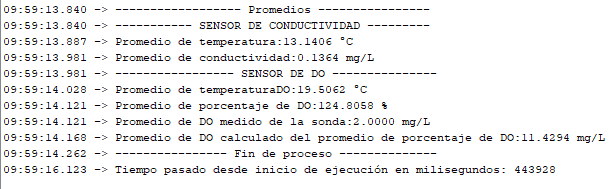 09:59:13.840 -> ------------------ Promedios ----------------
09:59:13.840 -> ----------- SENSOR DE CONDUCTIVIDAD ---------
09:59:13.887 -> Promedio de temperatura:13.1406 °C
09:59:13.981 -> Promedio de conductividad:0.1364 mg/L
09:59:13.981 -> ----------------- SENSOR DE DO ---------------
09:59:14.028 -> Promedio de temperaturaDO:19.5062 °C
09:59:14.121 -> Promedio de porcentaje de DO:124.8058 %
09:59:14.121 -> Promedio de DO medido de la sonda:2.0000 mg/L
09:59:14.168 -> Promedio de DO calculado del promedio de porcentaje de DO:11.4294 mg/L
09:59:14.262 -> ---------------- Fin de proceso --------------
09:59:16.123 -> Tiempo pasado desde inicio de ejecución en milisegundos: 443928